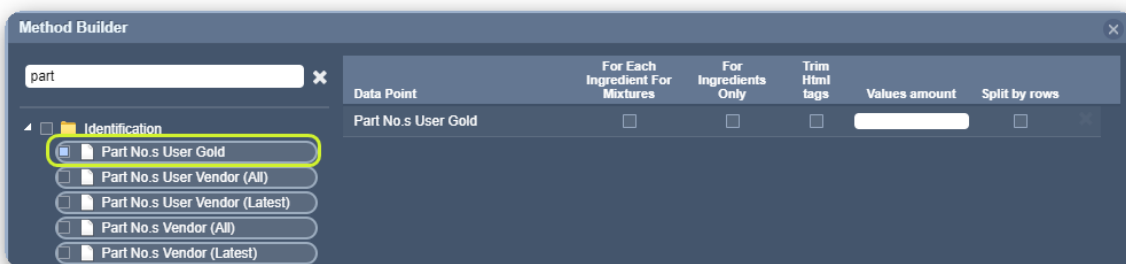 Method Builder
part
Identification
Part No.s User Gold
Part No.s User Vendor (All)
Part No.s User Vendor (Latest)
Part No.s Vendor (All)
Part No.s Vendor (Latest)
Data Point
For Each
Ingredient For
Mixtures
For
Ingredients
Only
Trim
Html
tags
Values amount
Split by rows
Part No.s User Gold